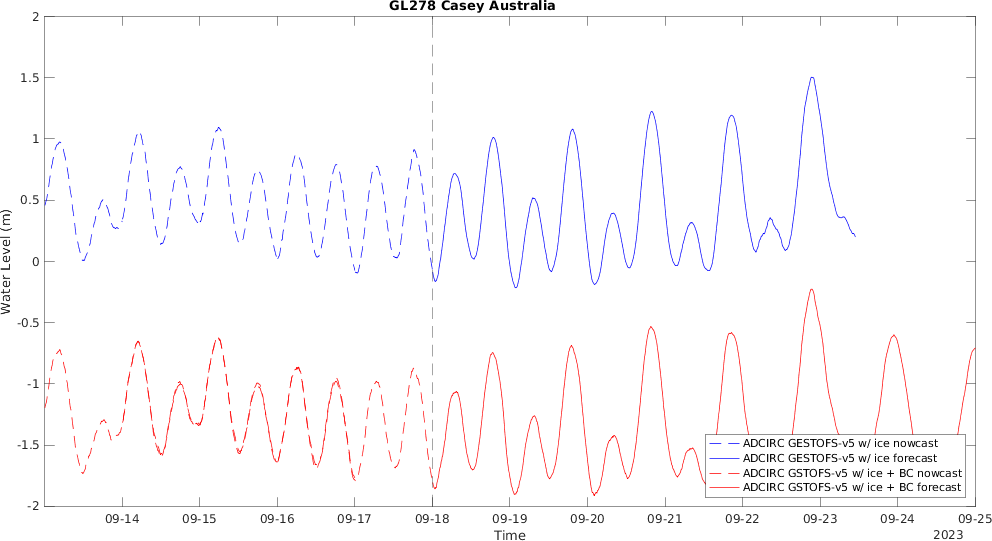 GL278 Casey Australia
Water Level (m)
2
1.5
1
0.5
0
-0.5
-1
-1.5
-2
ADCIRC GESTOFS-v5 w/ ice nowcast
ADCIRC GESTOFS-v5 w/ ice forecast
ADCIRC GSTOFS-v5 w/ ice + BC nowcast
ADCIRC GSTOFS-v5 w/ ice + BC forecast
09-14 09-15 09-16 09-17 09-18 09-19 09-20 09-21 09-22 09-23 09-24 09-25
Time
2023